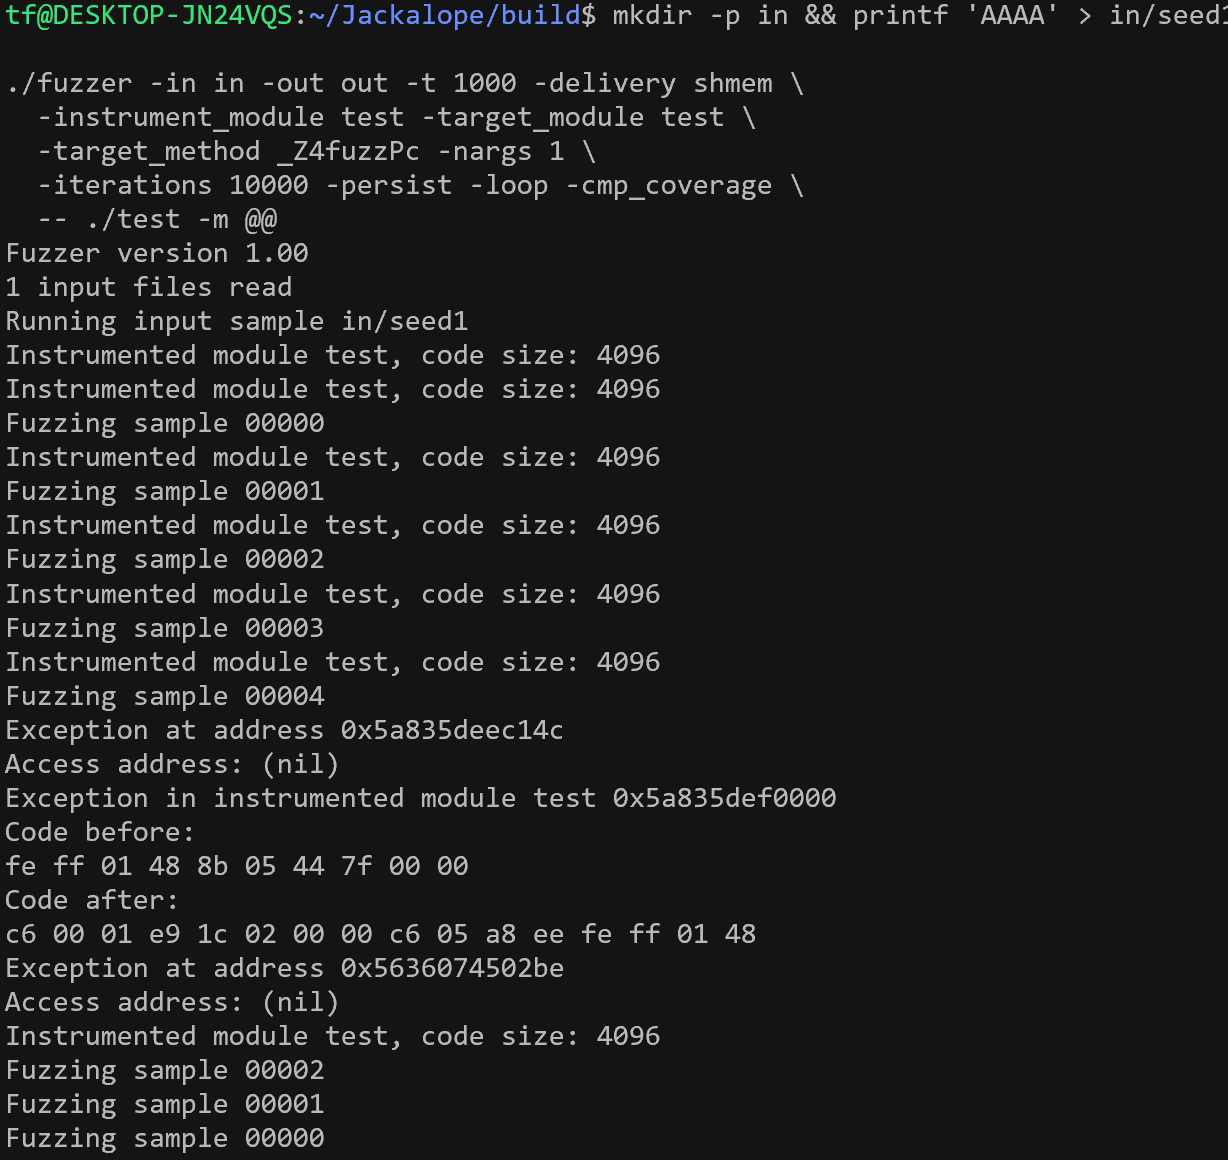 tf@DESKTOP-JN24VQS:~/Jackalope/build$ mkdir -p in && printf 'AAAA' > in/seed1
./fuzzer -in in -out out -t 1000 -delivery shmem \
-instrument_module test -target_module test \
-target_method _Z4fuzzPc -nargs 1 \
-iterations 10000 -persist -loop -cmp_coverage \
-- ./test -m @@
Fuzzer version 1.00
1 input files read
Running input sample in/seed1
Instrumented module test, code size: 4096
Instrumented module test, code size: 4096
Fuzzing sample 00000
Instrumented module test, code size: 4096
Fuzzing sample 00001
Instrumented module test, code size: 4096
Fuzzing sample 00002
Instrumented module test, code size: 4096
Fuzzing sample 00003
Instrumented module test, code size: 4096
Fuzzing sample 00004
Exception at address 0x5a835deec14c
Access address: (nil)
Exception in instrumented module test 0x5a835def0000
Code before:
fe ff 01 48 8b 05 44 7f 00 00
Code after:
c6 00 01 e9 1c 02 00 00 c6 05 a8 ee fe ff 01 48
Exception at address 0x5636074502be
Access address: (nil)
Instrumented module test, code size: 4096
Fuzzing sample 00002
Fuzzing sample 00001
Fuzzing sample 00000